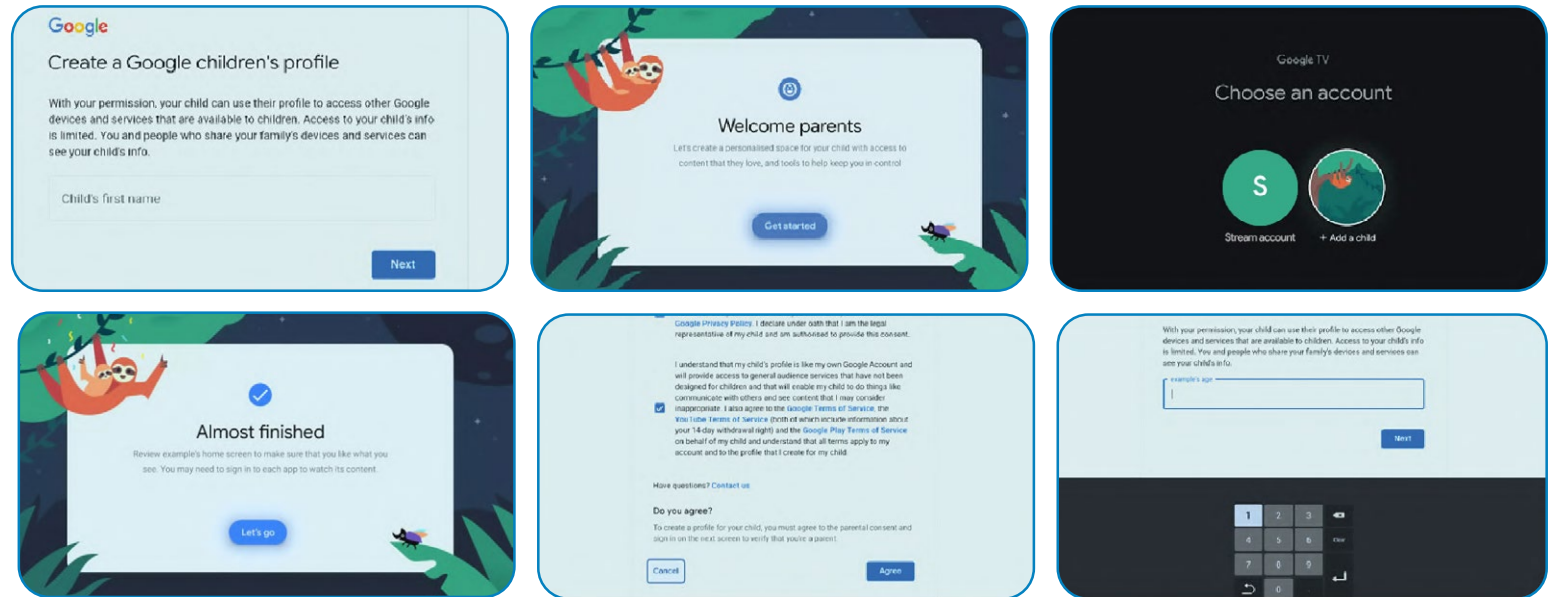 Google
Create a Google children's profile
With your permission, your child can use their profile to access other Google
devices and services that are available to children. Access to your child's info
is limited. You and people who share your family's devices and services can
see your child's info.
Child's first name
Next
Welcome parents
Let's create a personalised space for your child with access to
content that they love, and tools to help keep you in control
Get started
Google TV
Choose an account
S
Stream account
+ Add a child
Almost finished
Review example's home screen to make sure that you like what you
see. You may need to sign in to each app to watch its content.
Let's go
Google Privacy Policy. I declare under oath that I am the legal
representative of my child and am authorised to provide this consent.
I understand that my child's profile is like my own Google Account and
will provide access to general audience services that have not been
designed for children and that will enable my child to do things like
communicate with others and see content that I may consider
inappropriate. I also agree to the Google Terms of Service, the
YouTube Terms of Service (both of which include information about
your 14-day withdrawal right) and the Google Play Terms of Service
on behalf of my child and understand that all terms apply to my
account and to the profile that I create for my child.
Have questions? Contact us
Do you agree?
To create a profile for your child, you must agree to the parental consent and
sign in on the next screen to verify that you're a parent.
Cancel
Agree
With your permission, your child can use their profile to access other Google
devices and services that are available to children. Access to your child's info
is limited. You and people who share your family's devices and services can
see your child's info.
example's age
Next
1 2 3
4 5 6 Clear
7 8 9
0